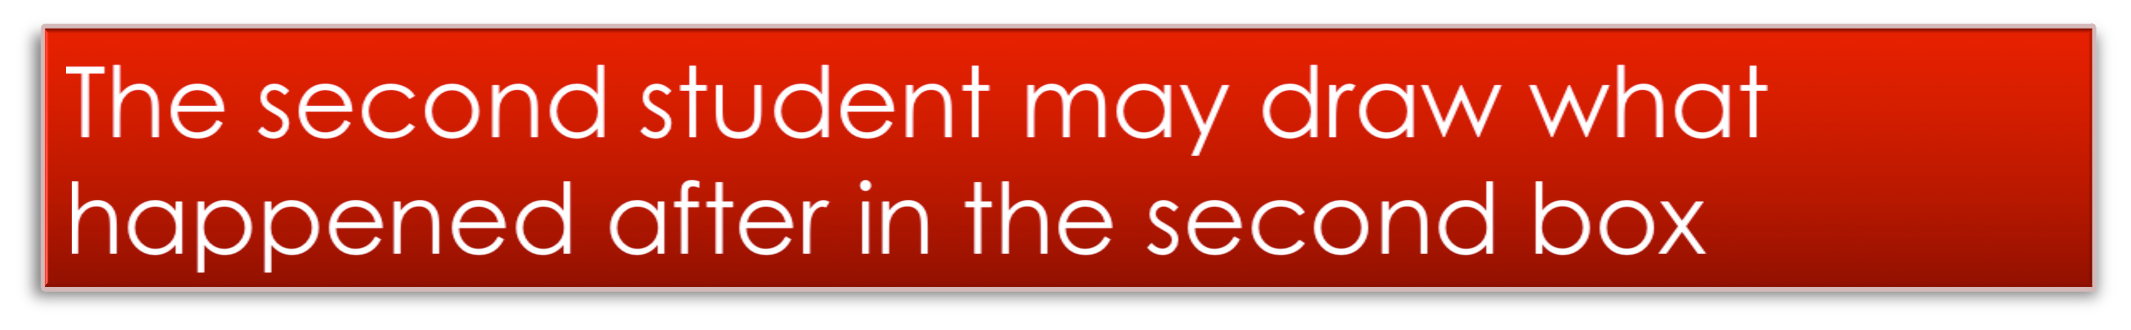 The second student may draw what
happened after in the second box